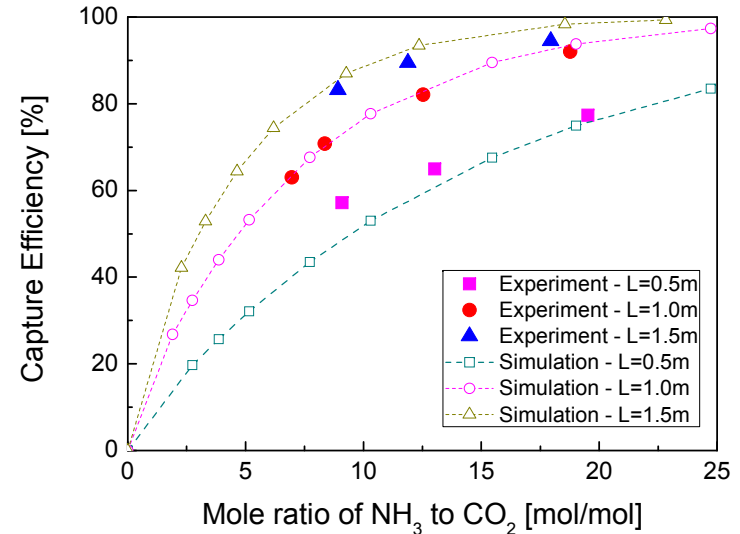 100
80
60
40
20
0
Capture Efficiency [%]
Experiment - L=0.5m
Experiment - L=1.0m
Experiment - L=1.5m
Simulation - L=0.5m
Simulation - L=1.0m
Simulation - L=1.5m
0 5 10 15 20 25
Mole ratio of NH₃ to CO₂ [mol/mol]